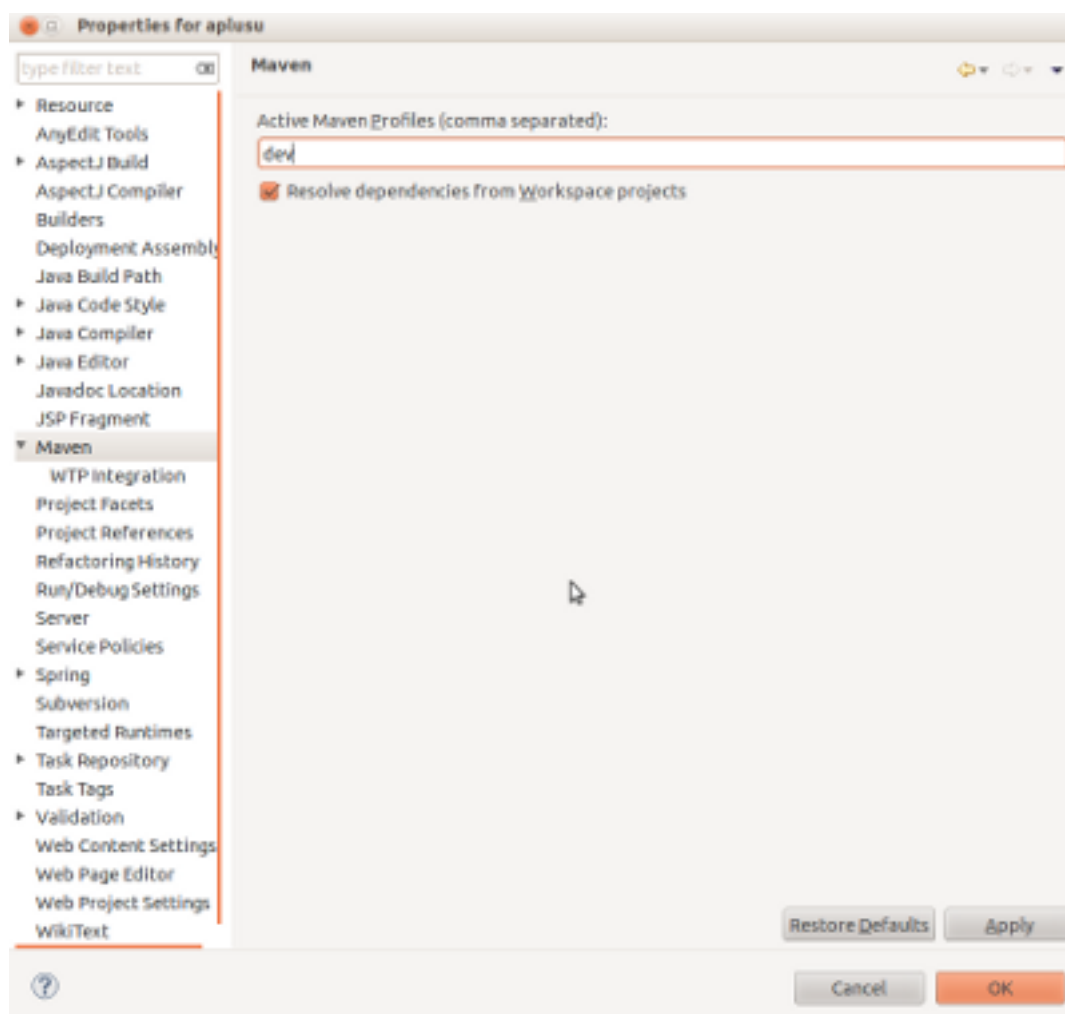 Properties for aplusu
type filter text
Maven
Resource
AnyEdit Tools
AspectJ Build
AspectJ Compiler
Builders
Deployment Assembly
Java Build Path
Java Code Style
Java Compiler
Java Editor
Javadoc Location
JSP Fragment
Maven
WTP Integration
Project Facets
Project References
Refactoring History
Run/Debug Settings
Server
Service Policies
Spring
Subversion
Targeted Runtimes
Task Repository
Task Tags
Validation
Web Content Settings
Web Page Editor
Web Project Settings
WikiText
Active Maven Profiles (comma separated):
dev
Resolve dependencies from Workspace projects
Restore Defaults
Apply
?
Cancel
OK